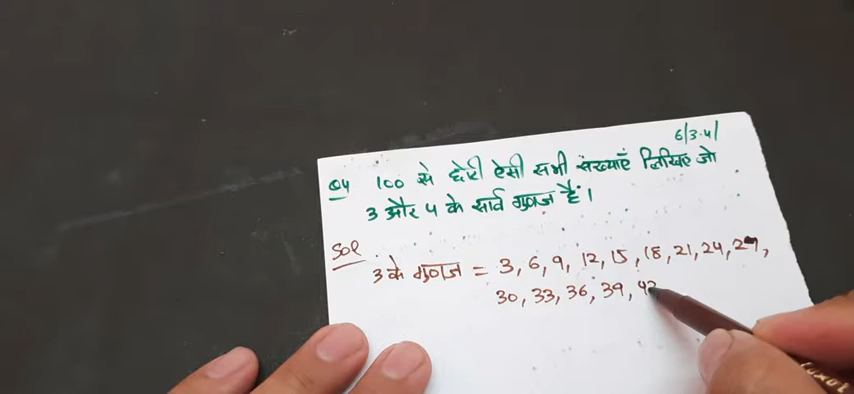 6/3.4/
Q4 100 से छोटी ऐसी सभी संख्याएँ लिखिए जो
3 और 4 के सार्व गुणज हैं।
Sol
3 के गुणज = 3, 6, 9, 12, 15, 18, 21, 24, 27,
30, 33, 36, 39, 42